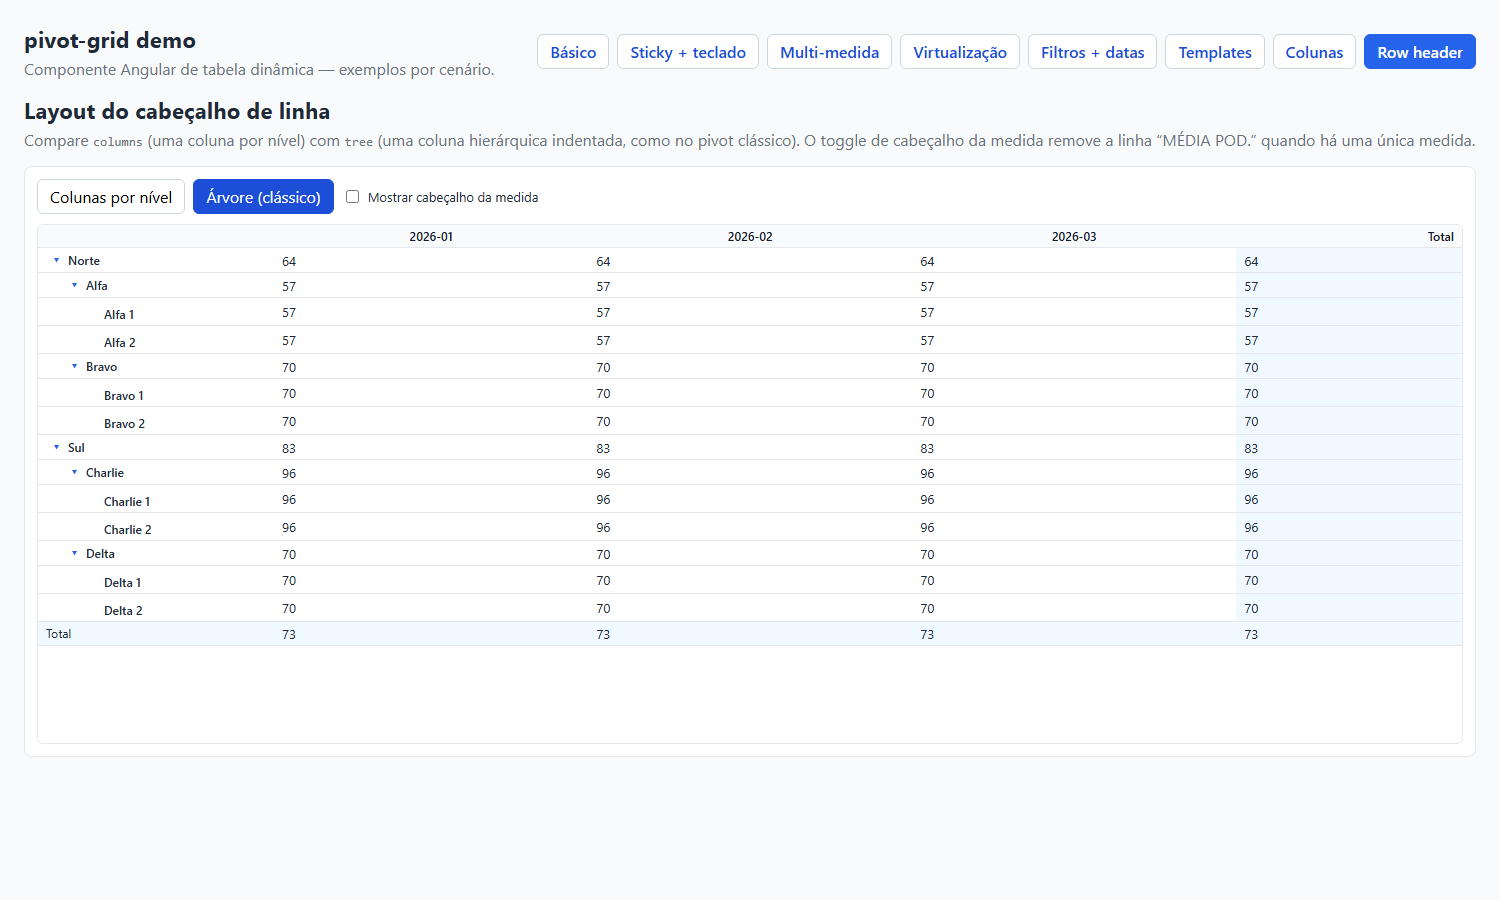 pivot-grid demo
Componente Angular de tabela dinâmica — exemplos por cenário.
Básico Sticky + teclado Multi-medida Virtualização Filtros + datas Templates Colunas Row header
Layout do cabeçalho de linha
Compare columns (uma coluna por nível) com tree (uma coluna hierárquica indentada, como no pivot clássico). O toggle de cabeçalho da medida remove a linha “MÉDIA POD.” quando há uma única medida.
Colunas por nível Árvore (clássico) Mostrar cabeçalho da medida
2026-01 2026-02 2026-03 Total
Norte 64 64 64 64
Alfa 57 57 57 57
Alfa 1 57 57 57 57
Alfa 2 57 57 57 57
Bravo 70 70 70 70
Bravo 1 70 70 70 70
Bravo 2 70 70 70 70
Sul 83 83 83 83
Charlie 96 96 96 96
Charlie 1 96 96 96 96
Charlie 2 96 96 96 96
Delta 70 70 70 70
Delta 1 70 70 70 70
Delta 2 70 70 70 70
Total 73 73 73 73